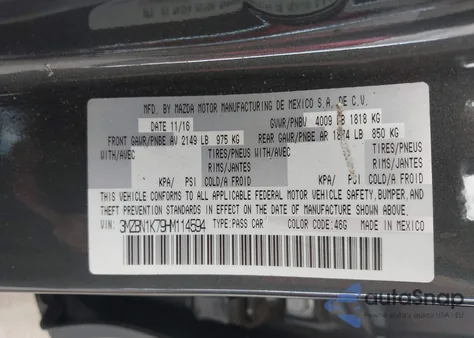 MFD. BY MAZDA MOTOR MANUFACTURING DE MEXICO S.A. DE C.V.
DATE 11/16 GVWR/PNBV 4009 LB 1818 KG
FRONT GAWR/PNBE AV 2149 LB 975 KG REAR GAWR/PNBE AR 1874 LB 850 KG
WITH/AVEC TIRES/PNEUS WITH/AVEC TIRES/PNEUS
RIMS/JANTES RIMS/JANTES
KPA/ PSI COLD/A FROID KPA/ PSI COLD/A FROID
THIS VEHICLE CONFORMS TO ALL APPLICABLE FEDERAL MOTOR VEHICLE SAFETY, BUMPER, AND
THEFT PREVENTION STANDARDS IN EFFECT ON THE DATE OF MANUFACTURE SHOWN ABOVE.
VIN: 3MZBN1K79HM114594 TYPE: PASS CAR COLOR CODE: 46G MADE IN MEXICO
autoSnap